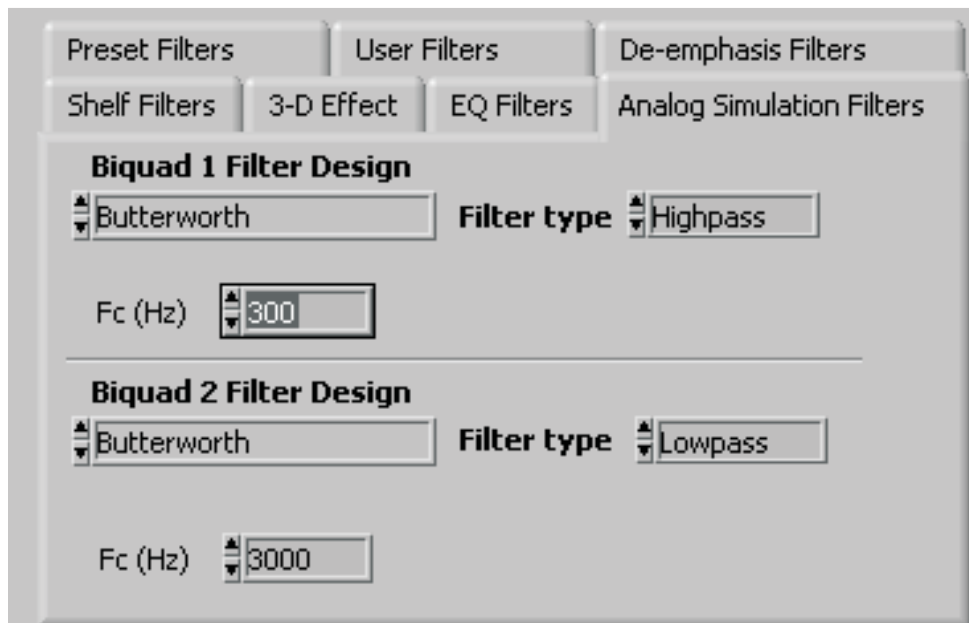 Preset Filters User Filters De-emphasis Filters
Shelf Filters 3-D Effect EQ Filters Analog Simulation Filters
Biquad 1 Filter Design
Butterworth Filter type Highpass
Fc (Hz) 300
Biquad 2 Filter Design
Butterworth Filter type Lowpass
Fc (Hz) 3000